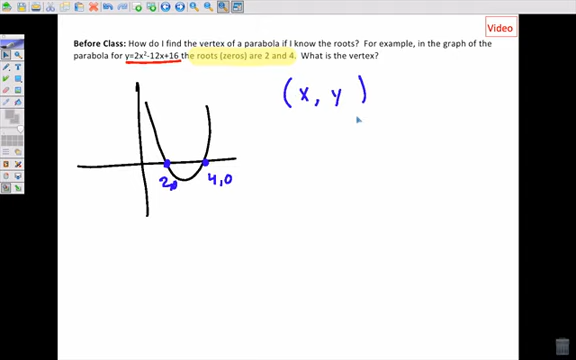 Video
Before Class: How do I find the vertex of a parabola if I know the roots? For example, in the graph of the
parabola for y=2x²-12x+16 the roots (zeros) are 2 and 4. What is the vertex?
(x, y)
2,0
4,0